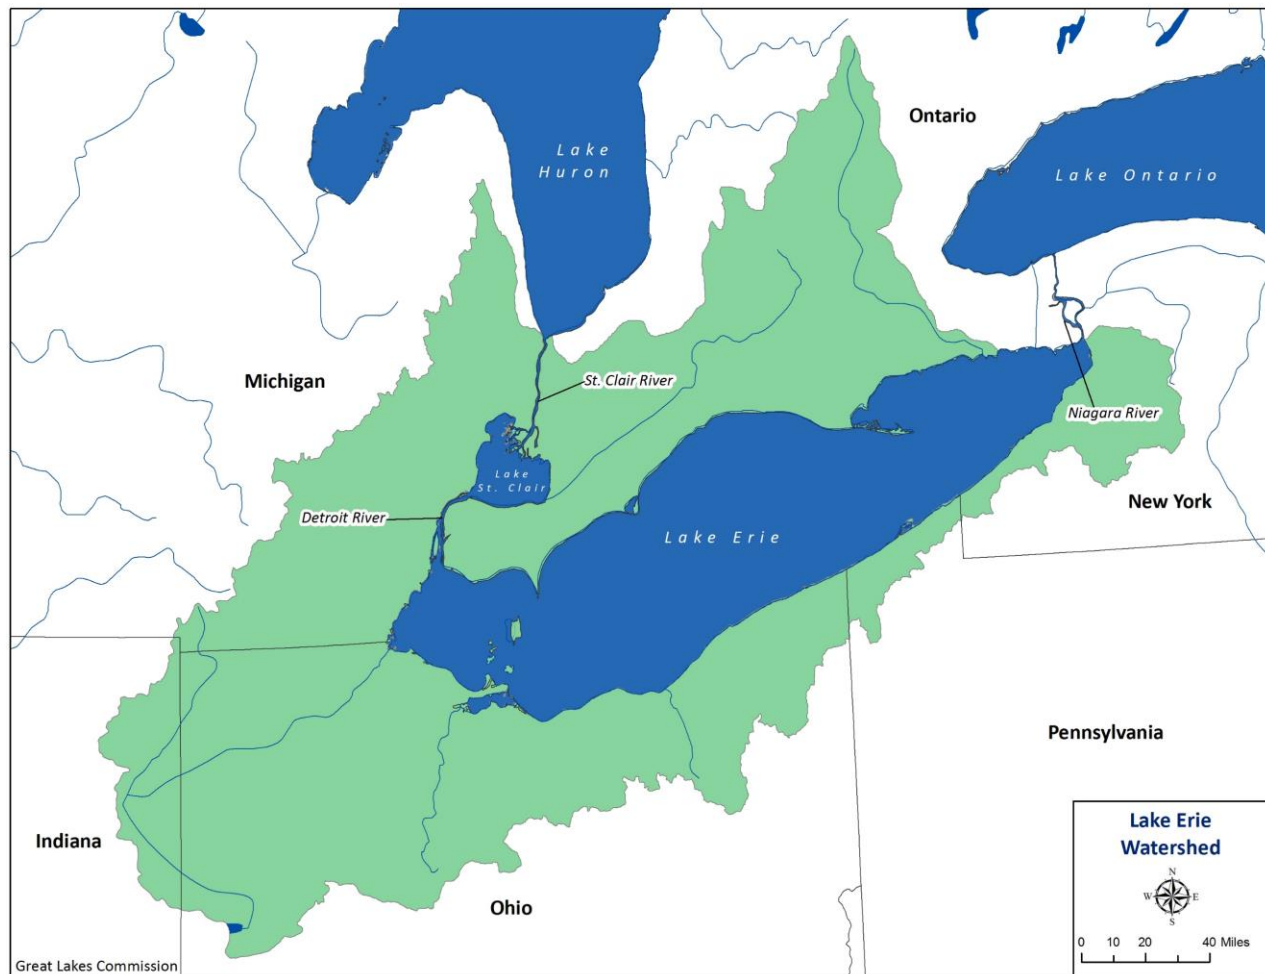 Ontario
Lake
Huron
Lake Ontario
Michigan
St. Clair River
Niagara River
Lake
St. Clair
New York
Detroit River
Lake Erie
Pennsylvania
Indiana
Ohio
Lake Erie
Watershed
N
W E
S
0 10 20 40 Miles
Great Lakes Commission